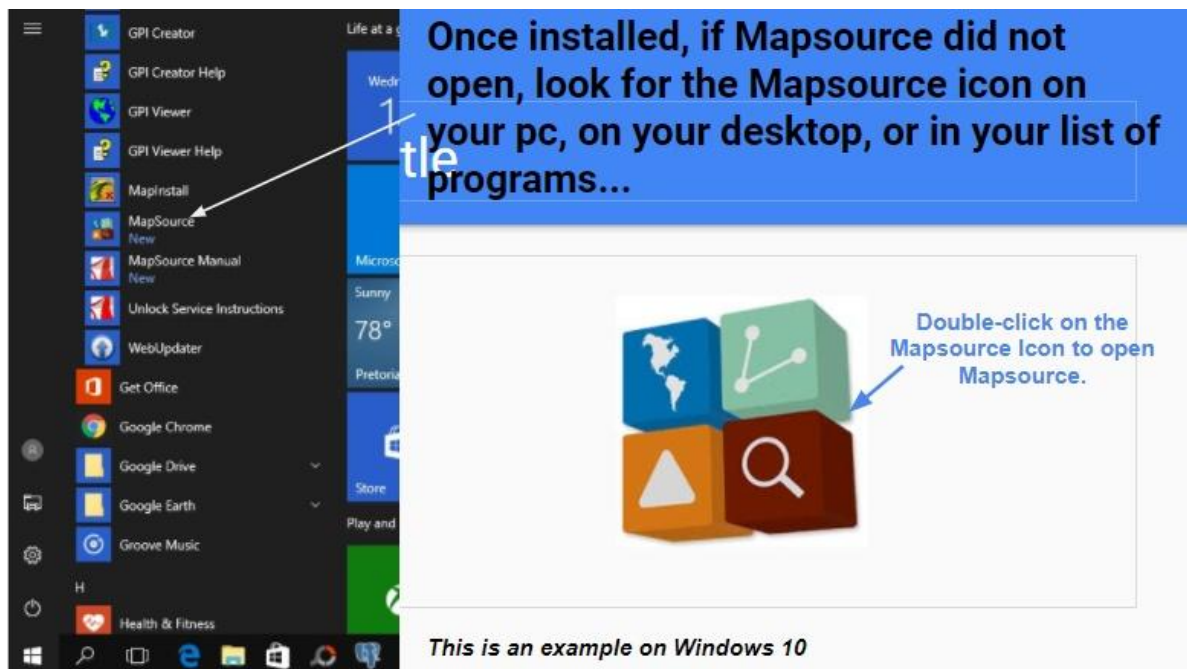 GPI Creator
GPI Creator Help
GPI Viewer
GPI Viewer Help
MapInstall
MapSource
New
MapSource Manual
New
Unlock Service Instructions
WebUpdater
Get Office
Google Chrome
Google Drive
Google Earth
Groove Music
H
Health & Fitness
Life at a g
Wedn
1
Microso
Sunny
78°
Pretoria
Store
Play and
tle
Once installed, if Mapsource did not
open, look for the Mapsource icon on
your pc, on your desktop, or in your list of
programs...
Double-click on the
Mapsource Icon to open
Mapsource.
This is an example on Windows 10